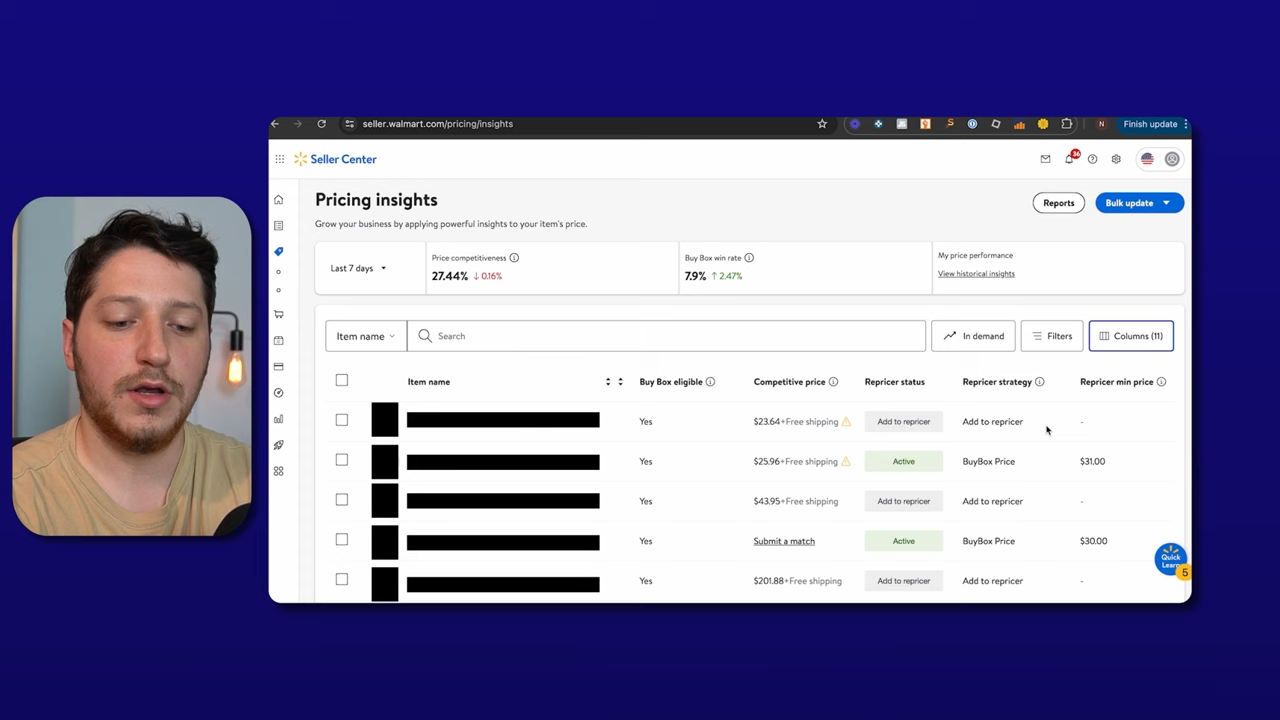 seller.walmart.com/pricing/insights
N
Finish update
Seller Center
36
Pricing insights
Grow your business by applying powerful insights to your item's price.
Reports
Bulk update
Last 7 days
Price competitiveness
27.44% ↓ 0.16%
Buy Box win rate
7.9% ↑ 2.47%
My price performance
View historical insights
Item name
Search
In demand
Filters
Columns (11)
Item name
Buy Box eligible
Competitive price
Repricer status
Repricer strategy
Repricer min price
Yes $23.64+Free shipping Add to repricer Add to repricer -
Yes $25.96+Free shipping Active BuyBox Price $31.00
Yes $43.95+Free shipping Add to repricer Add to repricer -
Yes Submit a match Active BuyBox Price $30.00
Yes $201.88+Free shipping Add to repricer Add to repricer -
Quick
Learn
5